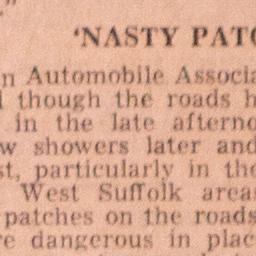 'NASTY PATC
n Automobile Associa
though the roads h
in the late afterno
w showers later and
st, particularly in the
West Suffolk areas
patches on the roads
re dangerous in plac